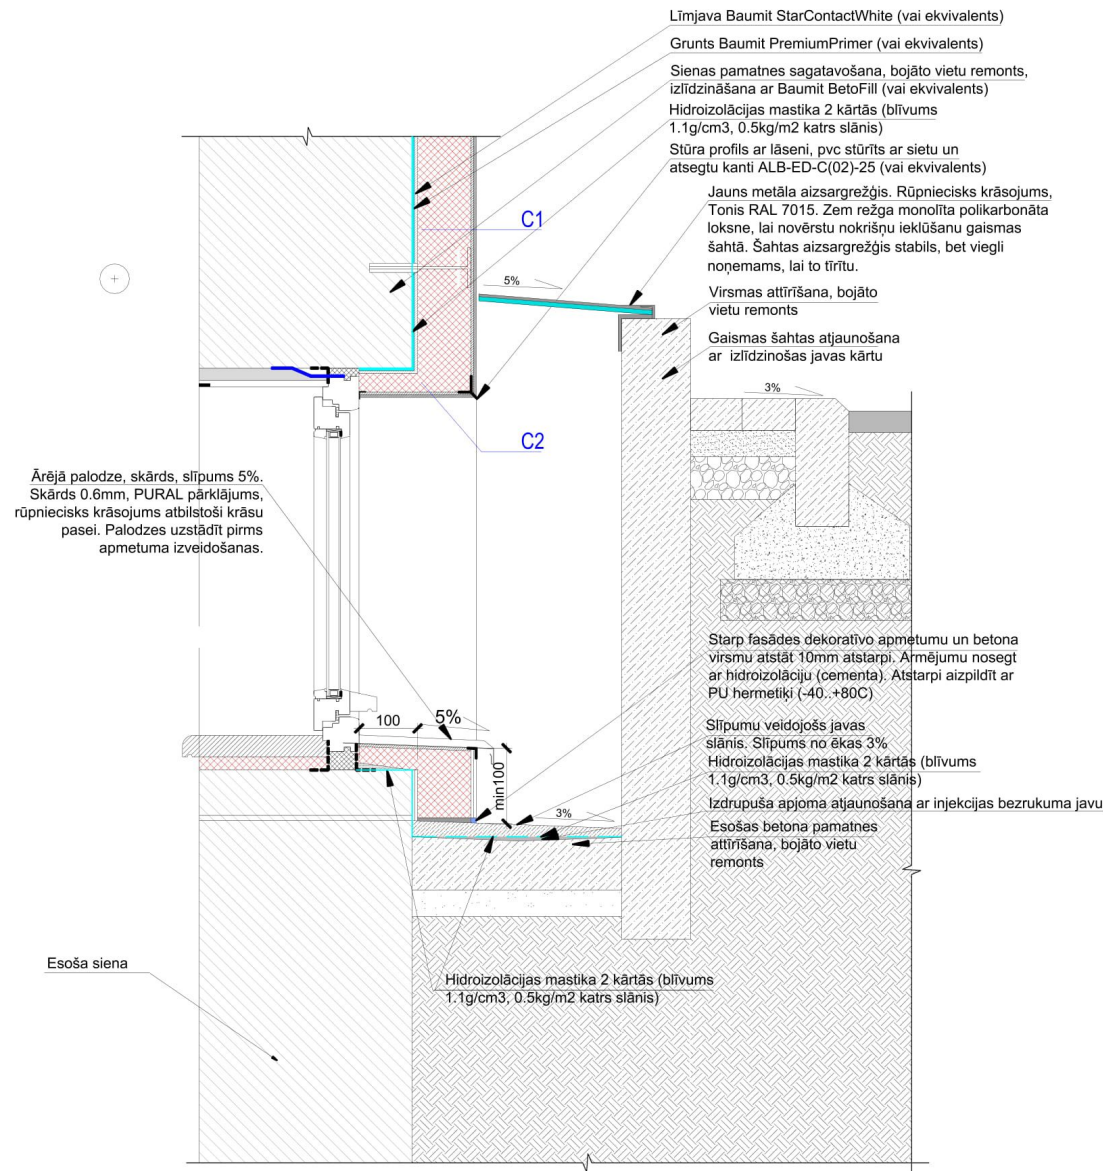 Līmjava Baumit StarContactWhite (vai ekvivalents)
Grunts Baumit PremiumPrimer (vai ekvivalents)
Sienas pamatnes sagatavošana, bojāto vietu remonts,
izlīdzināšana ar Baumit BetoFill (vai ekvivalents)
Hidroizolācijas mastika 2 kārtās (blīvums
1.1g/cm3, 0.5kg/m2 katrs slānis)
Stūra profils ar lāseni, pvc stūrīts ar sietu un
atsegtu kanti ALB-ED-C(02)-25 (vai ekvivalents)
Jauns metāla aizsargrežģis. Rūpniecisks krāsojums,
Tonis RAL 7015. Zem režga monolīta polikarbonāta
loksne, lai novērstu nokrišņu iekļūšanu gaismas
šahtā. Šahtas aizsargrežģis stabils, bet viegli
noņemams, lai to tīrītu.
C1
5%
Virsmas attīrīšana, bojāto
vietu remonts
Gaismas šahtas atjaunošana
ar izlīdzinošas javas kārtu
3%
C2
Ārējā palodze, skārds, slīpums 5%.
Skārds 0.6mm, PURAL pārklājums,
rūpniecisks krāsojums atbilstoši krāsu
pasei. Palodzes uzstādīt pirms
apmetuma izveidošanas.
Starp fasādes dekoratīvo apmetumu un betona
virsmu atstāt 10mm atstarpi. Armējumu nosegt
ar hidroizolāciju (cementa). Atstarpi aizpildīt ar
PU hermetiķi (-40..+80C)
100
5%
min100
3%
Slīpumu veidojošs javas
slānis. Slīpums no ēkas 3%
Hidroizolācijas mastika 2 kārtās (blīvums
1.1g/cm3, 0.5kg/m2 katrs slānis)
Izdrupuša apjoma atjaunošana ar injekcijas bezrukuma javu
Esošas betona pamatnes
attīrīšana, bojāto vietu
remonts
Esoša siena
Hidroizolācijas mastika 2 kārtās (blīvums
1.1g/cm3, 0.5kg/m2 katrs slānis)